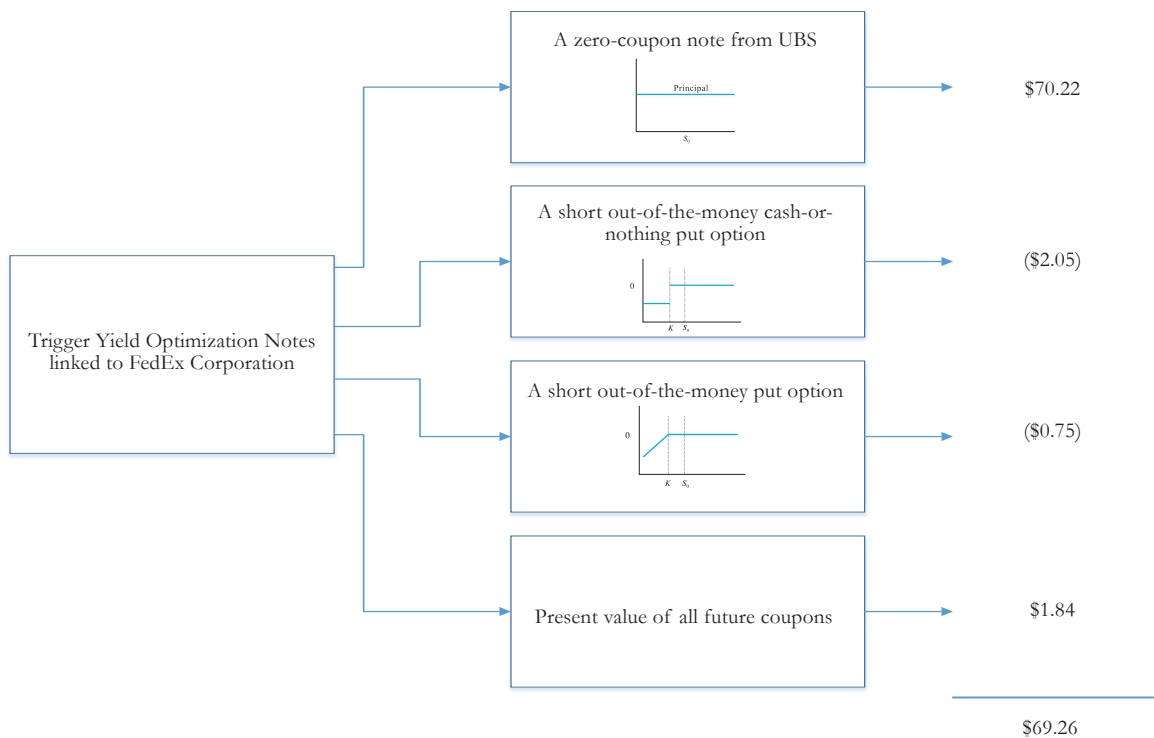 Trigger Yield Optimization Notes
linked to FedEx Corporation
A zero-coupon note from UBS
Principal
S₀
$70.22
A short out-of-the-money cash-or-
nothing put option
0
K S₀
($2.05)
A short out-of-the-money put option
0
K S₀
($0.75)
Present value of all future coupons
$1.84
$69.26